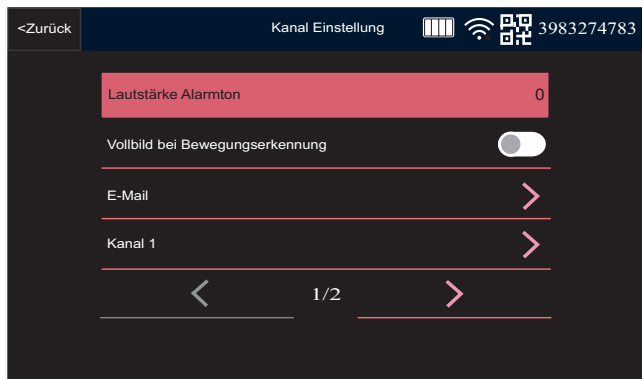 <Zurück Kanal Einstellung 3983274783
Lautstärke Alarmton 0
Vollbild bei Bewegungserkennung
E-Mail
Kanal 1
1/2